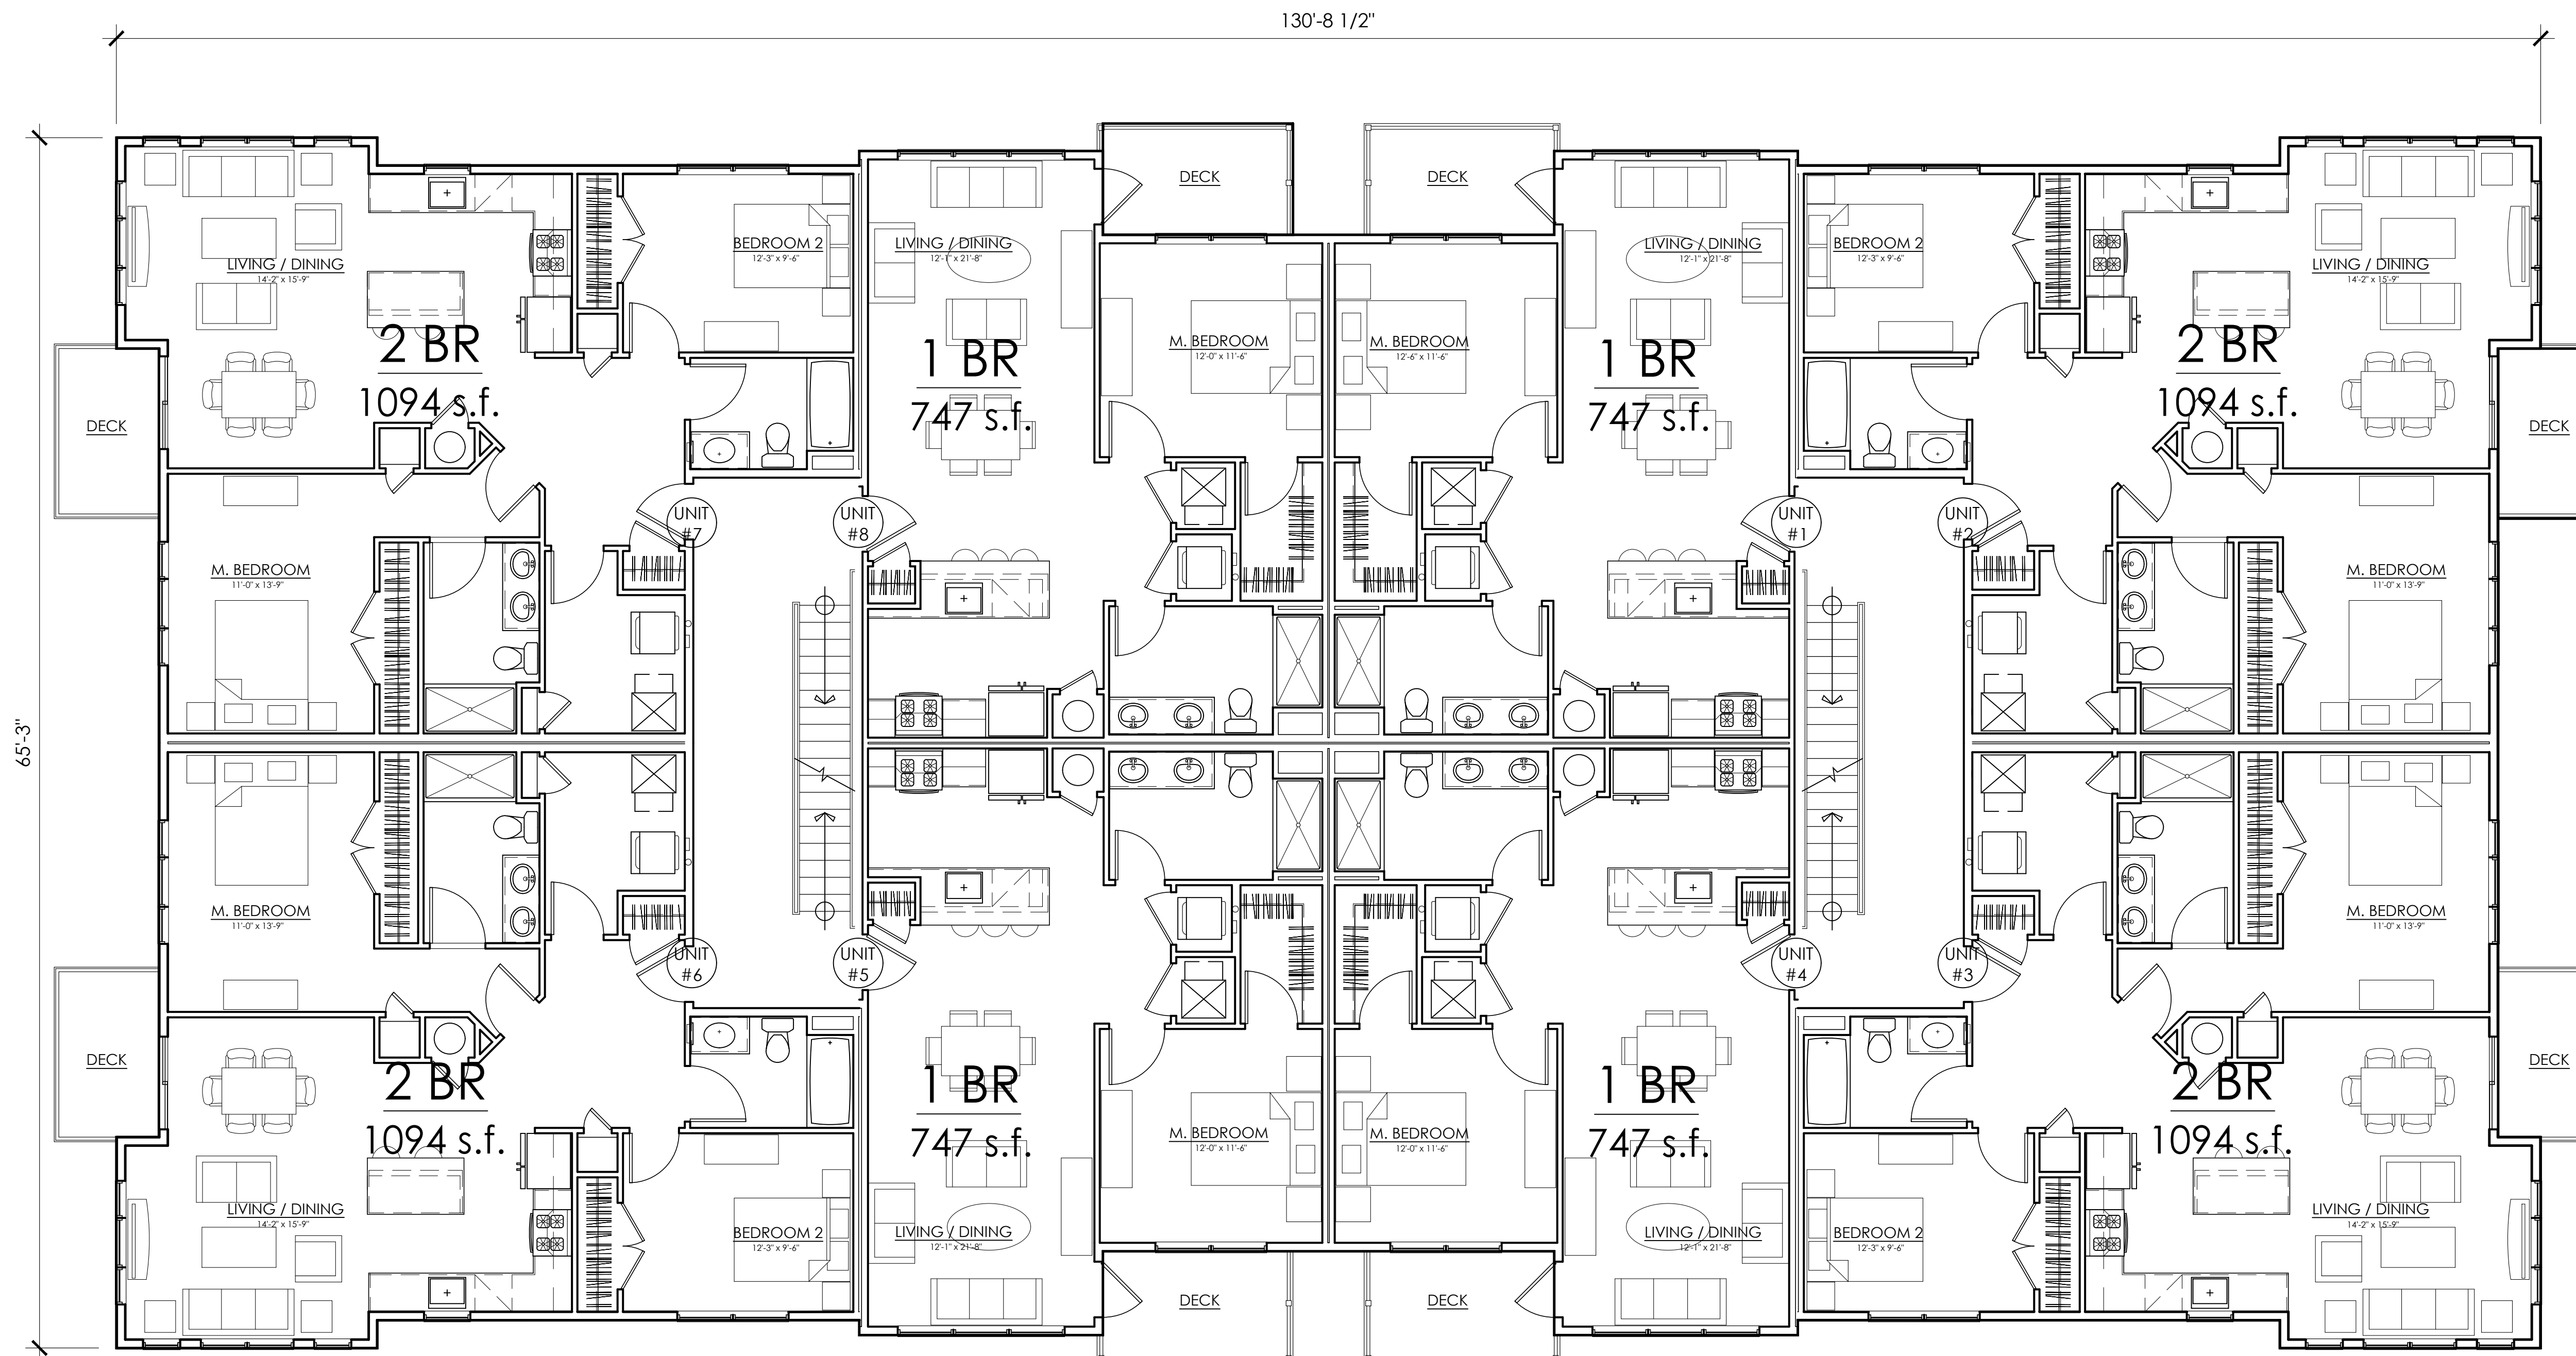 130'-8 1/2"
65'-3"
DECK
DECK
BEDROOM 2
12'-3" x 9'-6"
LIVING / DINING
12'-1" x 21'-8"
LIVING / DINING
12'-1" x 21'-8"
BEDROOM 2
12'-3" x 9'-6"
LIVING / DINING
14'-2" x 15'-9"
LIVING / DINING
14'-2" x 15'-9"
M. BEDROOM
12'-0" x 11'-6"
M. BEDROOM
12'-6" x 11'-6"
2 BR
1094 s.f.
1 BR
747 s.f.
1 BR
747 s.f.
2 BR
1094 s.f.
DECK
DECK
UNIT
#7
UNIT
#8
UNIT
#1
UNIT
#2
M. BEDROOM
11'-0" x 13'-9"
M. BEDROOM
11'-0" x 13'-9"
M. BEDROOM
11'-0" x 13'-9"
M. BEDROOM
11'-0" x 13'-9"
UNIT
#6
UNIT
#5
UNIT
#4
UNIT
#3
DECK
DECK
2 BR
1094 s.f.
1 BR
747 s.f.
1 BR
747 s.f.
2 BR
1094 s.f.
M. BEDROOM
12'-0" x 11'-6"
M. BEDROOM
12'-0" x 11'-6"
LIVING / DINING
14'-2" x 15'-9"
LIVING / DINING
14'-2" x 15'-9"
BEDROOM 2
12'-3" x 9'-6"
LIVING / DINING
12'-1" x 21'-8"
LIVING / DINING
12'-1" x 21'-8"
BEDROOM 2
12'-3" x 9'-6"
DECK
DECK